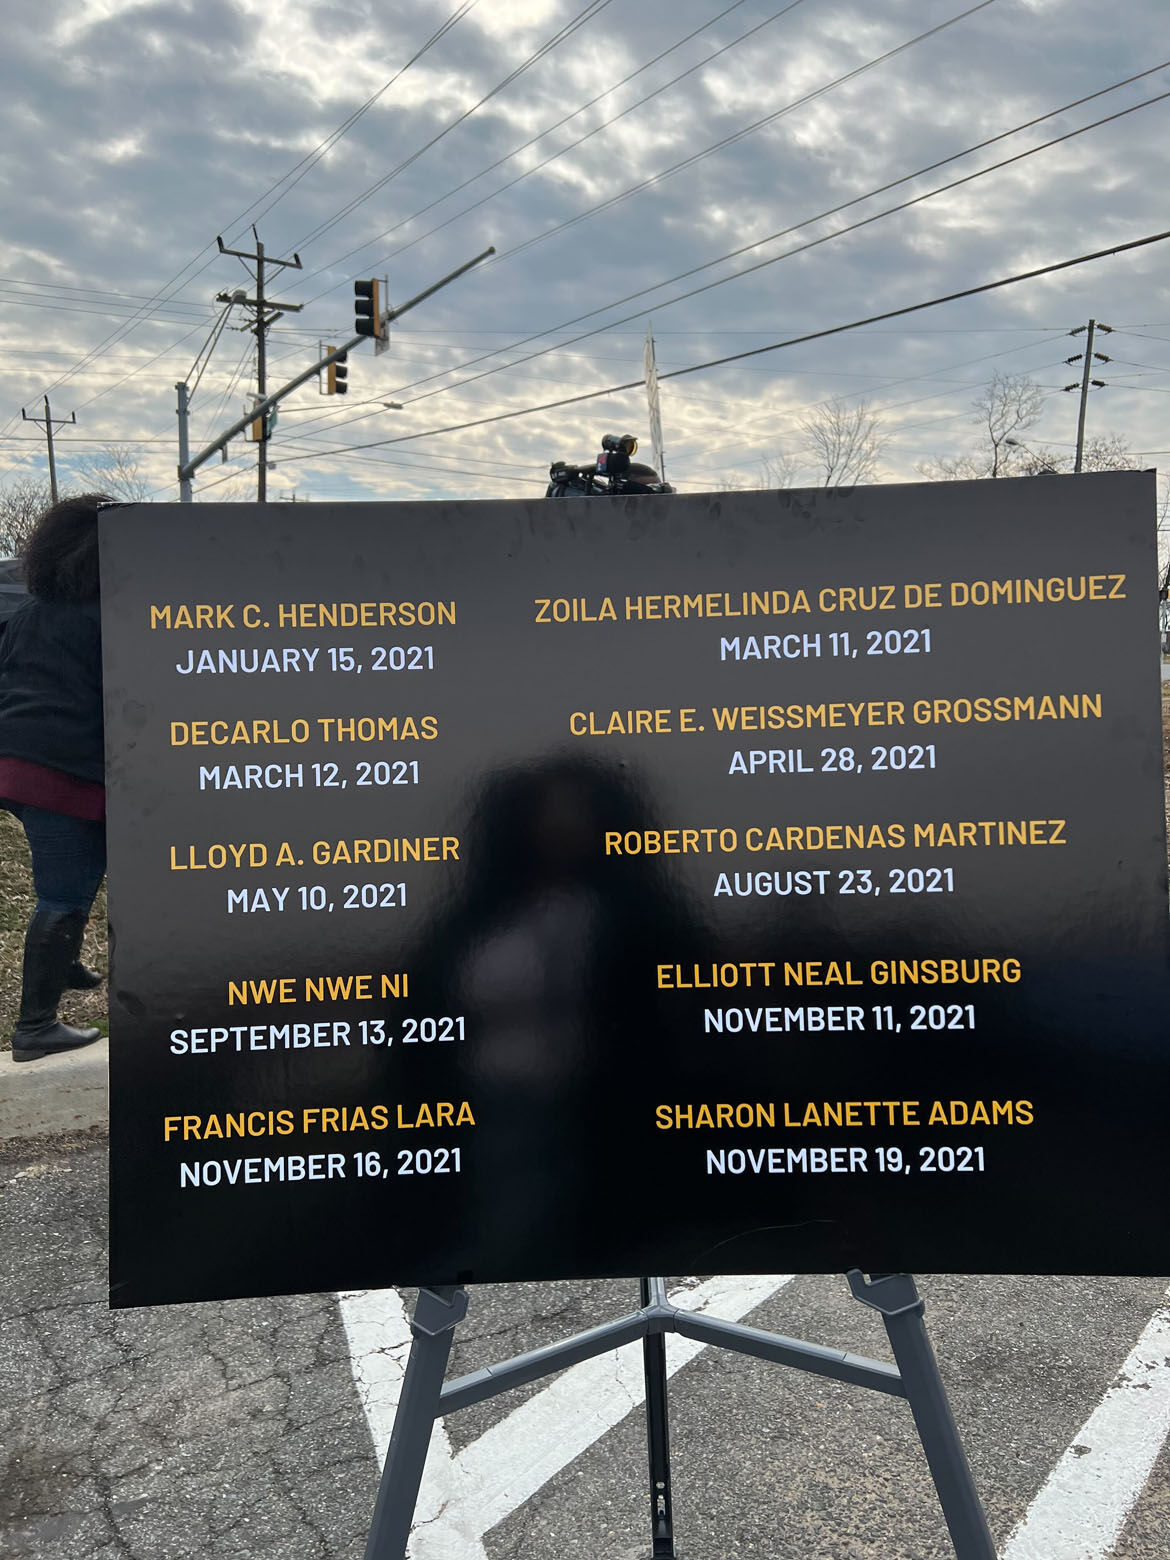 MARK C. HENDERSON
JANUARY 15, 2021
ZOILA HERMELINDA CRUZ DE DOMINGUEZ
MARCH 11, 2021
DECARLO THOMAS
MARCH 12, 2021
CLAIRE E. WEISSMEYER GROSSMANN
APRIL 28, 2021
LLOYD A. GARDINER
MAY 10, 2021
ROBERTO CARDENAS MARTINEZ
AUGUST 23, 2021
NWE NWE NI
SEPTEMBER 13, 2021
ELLIOTT NEAL GINSBURG
NOVEMBER 11, 2021
FRANCIS FRIAS LARA
NOVEMBER 16, 2021
SHARON LANETTE ADAMS
NOVEMBER 19, 2021